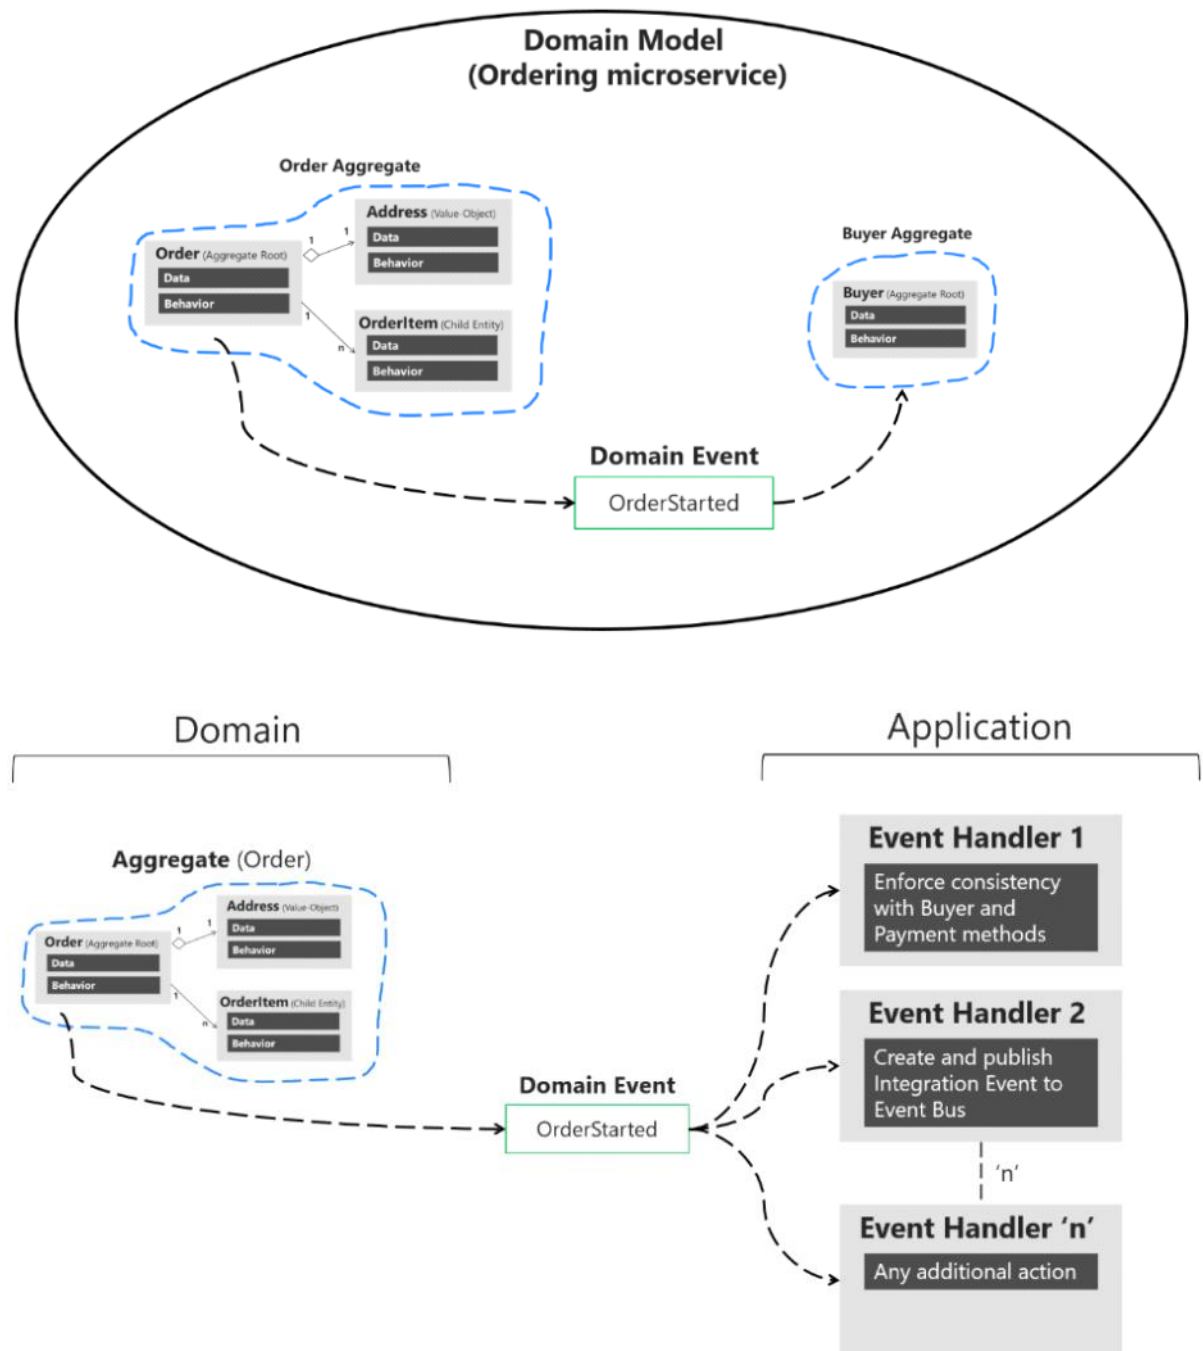 Domain Model
(Ordering microservice)
Order Aggregate
Address (Value-Object)
Data
Behavior
Order (Aggregate Root)
Data
Behavior
1
1
OrderItem (Child Entity)
Data
Behavior
1
n
Buyer Aggregate
Buyer (Aggregate Root)
Data
Behavior
Domain Event
OrderStarted
Domain
Application
Aggregate (Order)
Address (Value-Object)
Data
Behavior
Order (Aggregate Root)
Data
Behavior
1
1
OrderItem (Child Entity)
Data
Behavior
1
n
Domain Event
OrderStarted
Event Handler 1
Enforce consistency
with Buyer and
Payment methods
Event Handler 2
Create and publish
Integration Event to
Event Bus
‘n’
Event Handler ‘n’
Any additional action